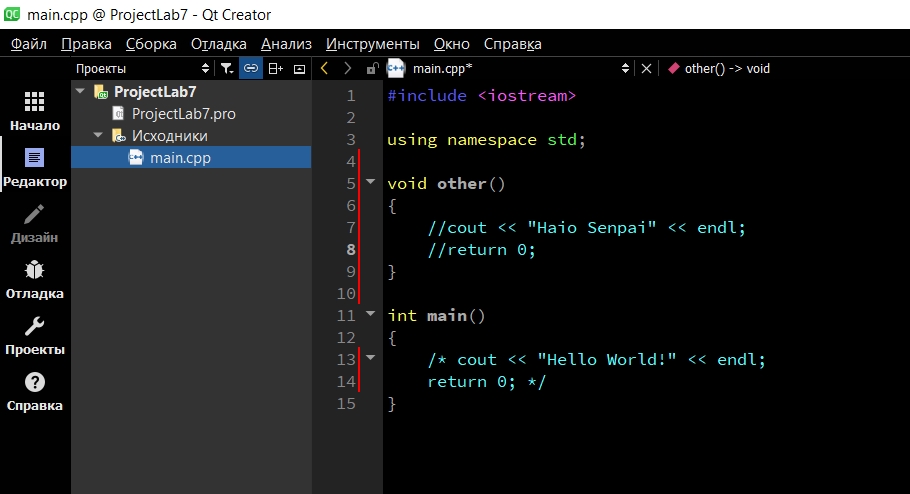 main.cpp @ ProjectLab7 - Qt Creator
Файл Правка Сборка Отладка Анализ Инструменты Окно Справка
Проекты main.cpp* other() -> void
Начало
Редактор
Дизайн
Отладка
Проекты
Справка
ProjectLab7
ProjectLab7.pro
Исходники
main.cpp
1 #include <iostream>
2
3 using namespace std;
4
5 void other()
6 {
7 //cout << "Haio Senpai" << endl;
8 //return 0;
9 }
10
11 int main()
12 {
13 /* cout << "Hello World!" << endl;
14 return 0; */
15 }